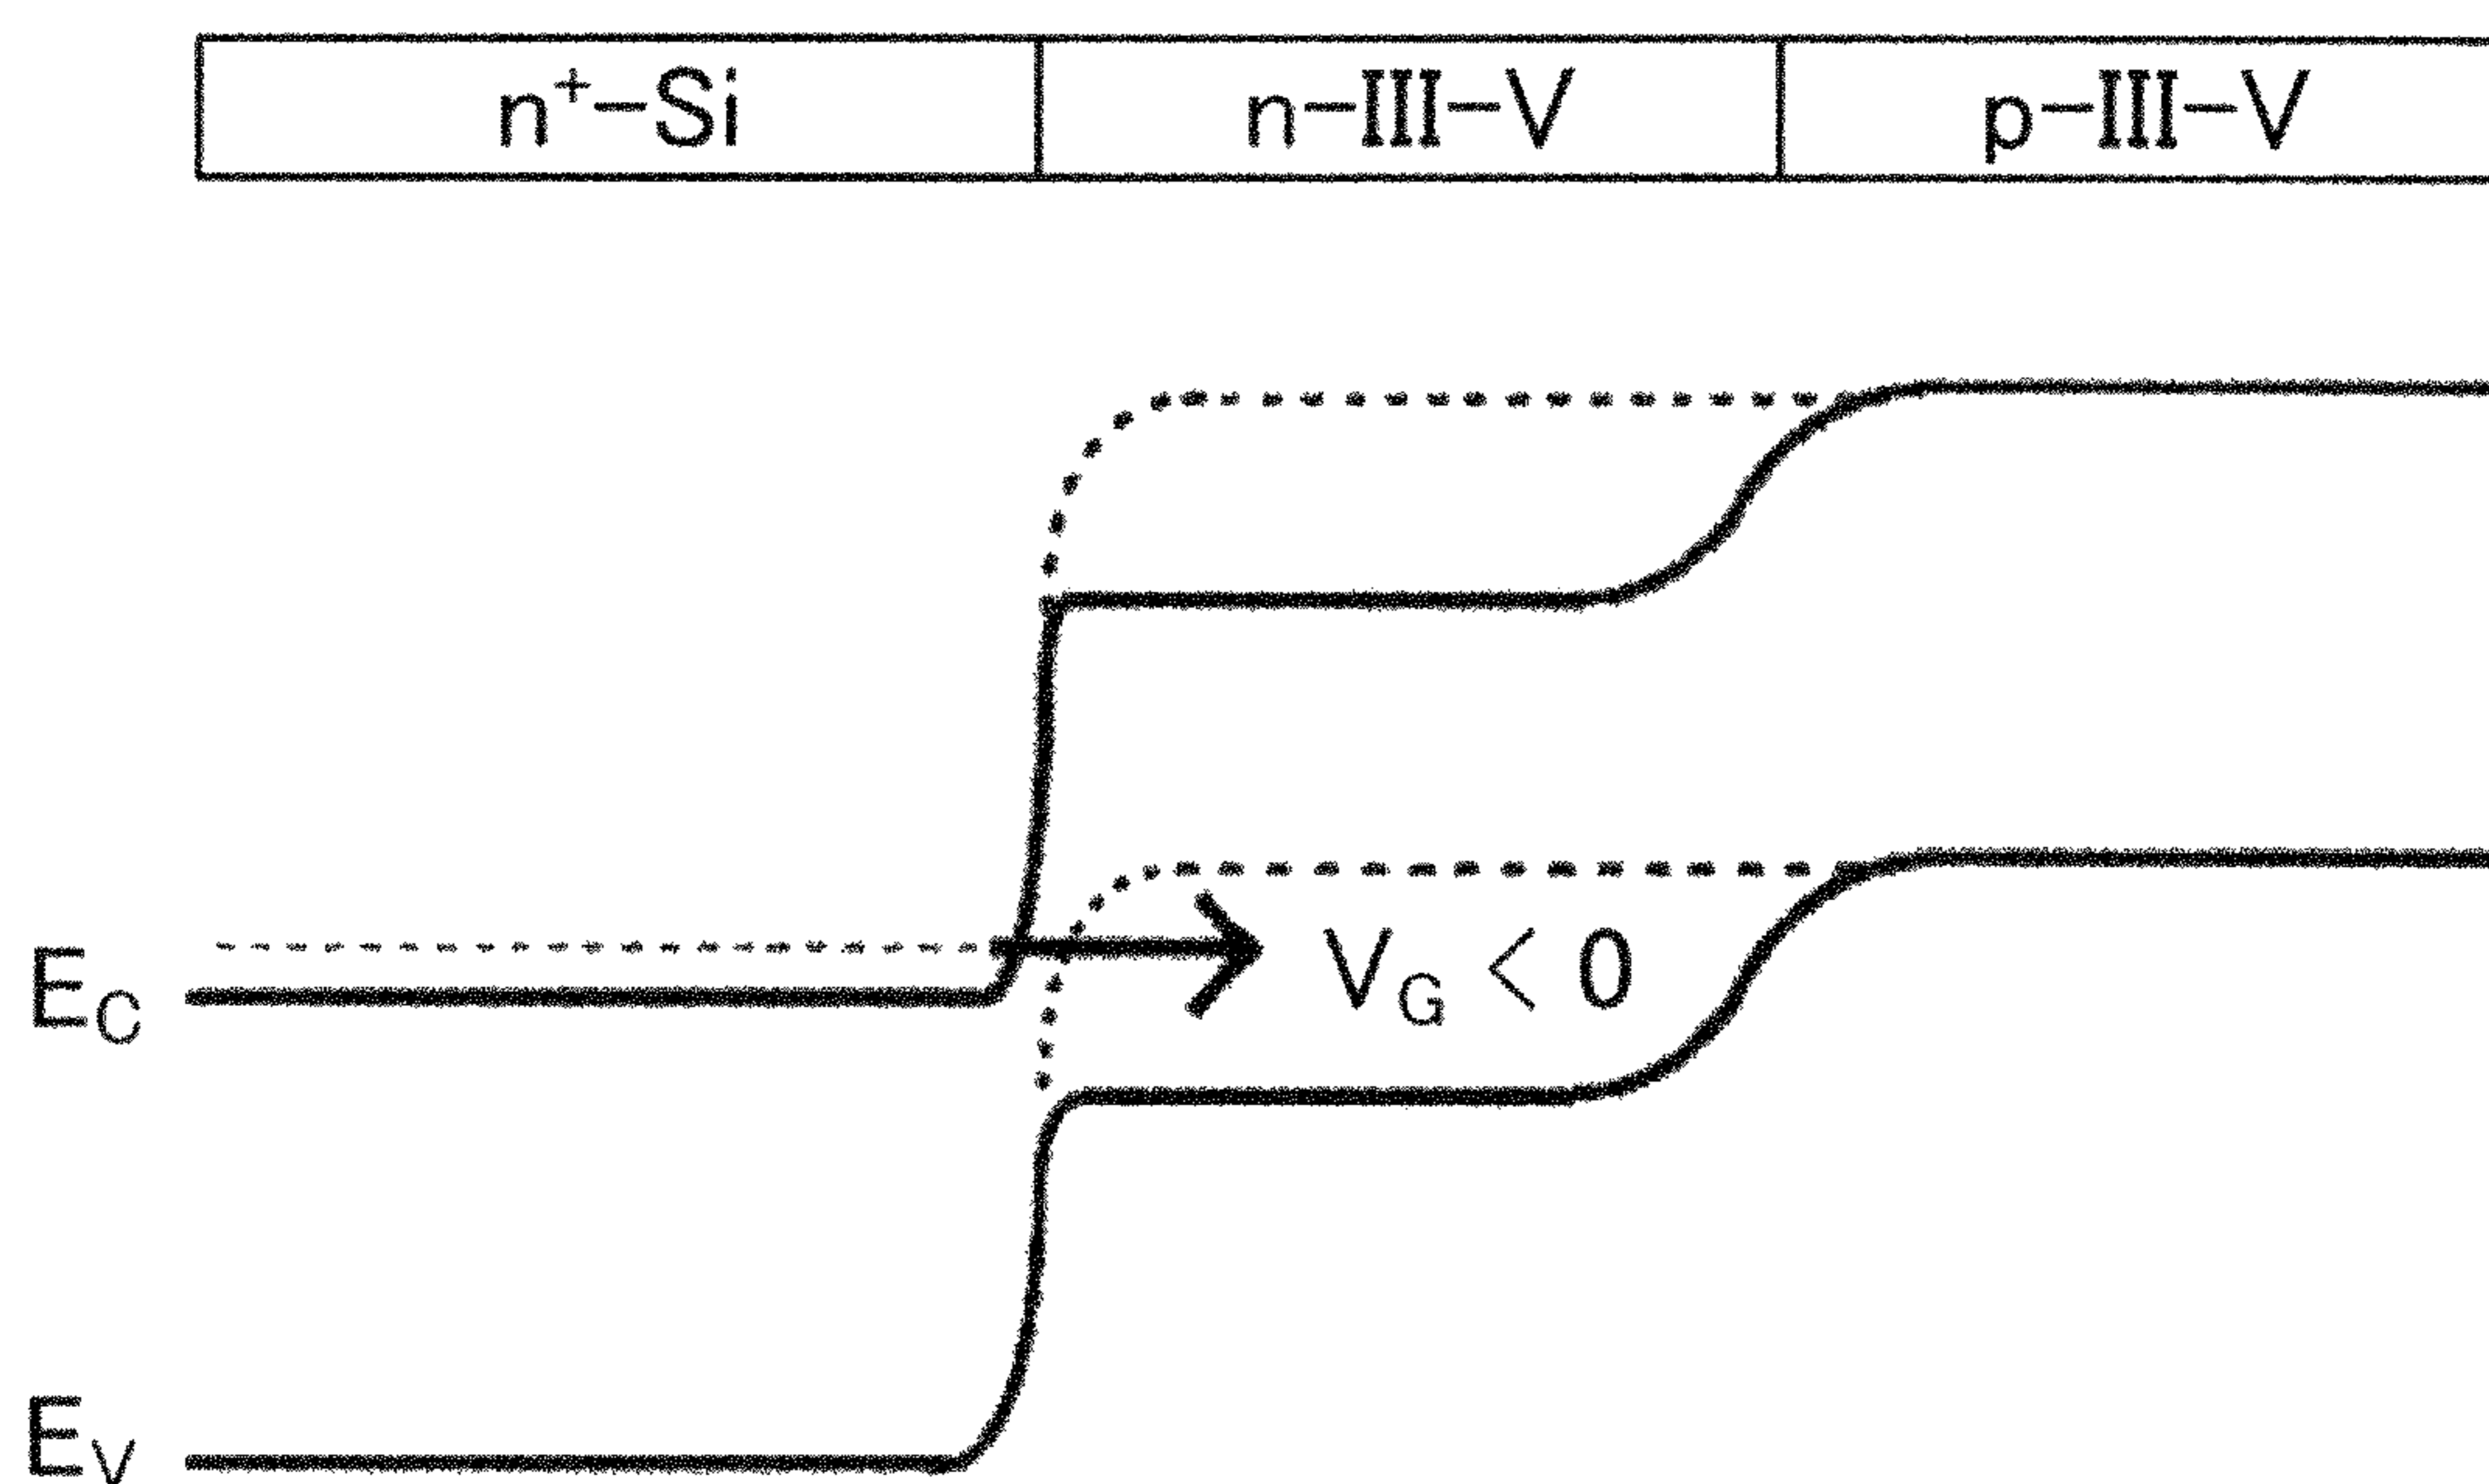 n⁺-Si n-III-V p-III-V
E_C V_G < 0
E_V